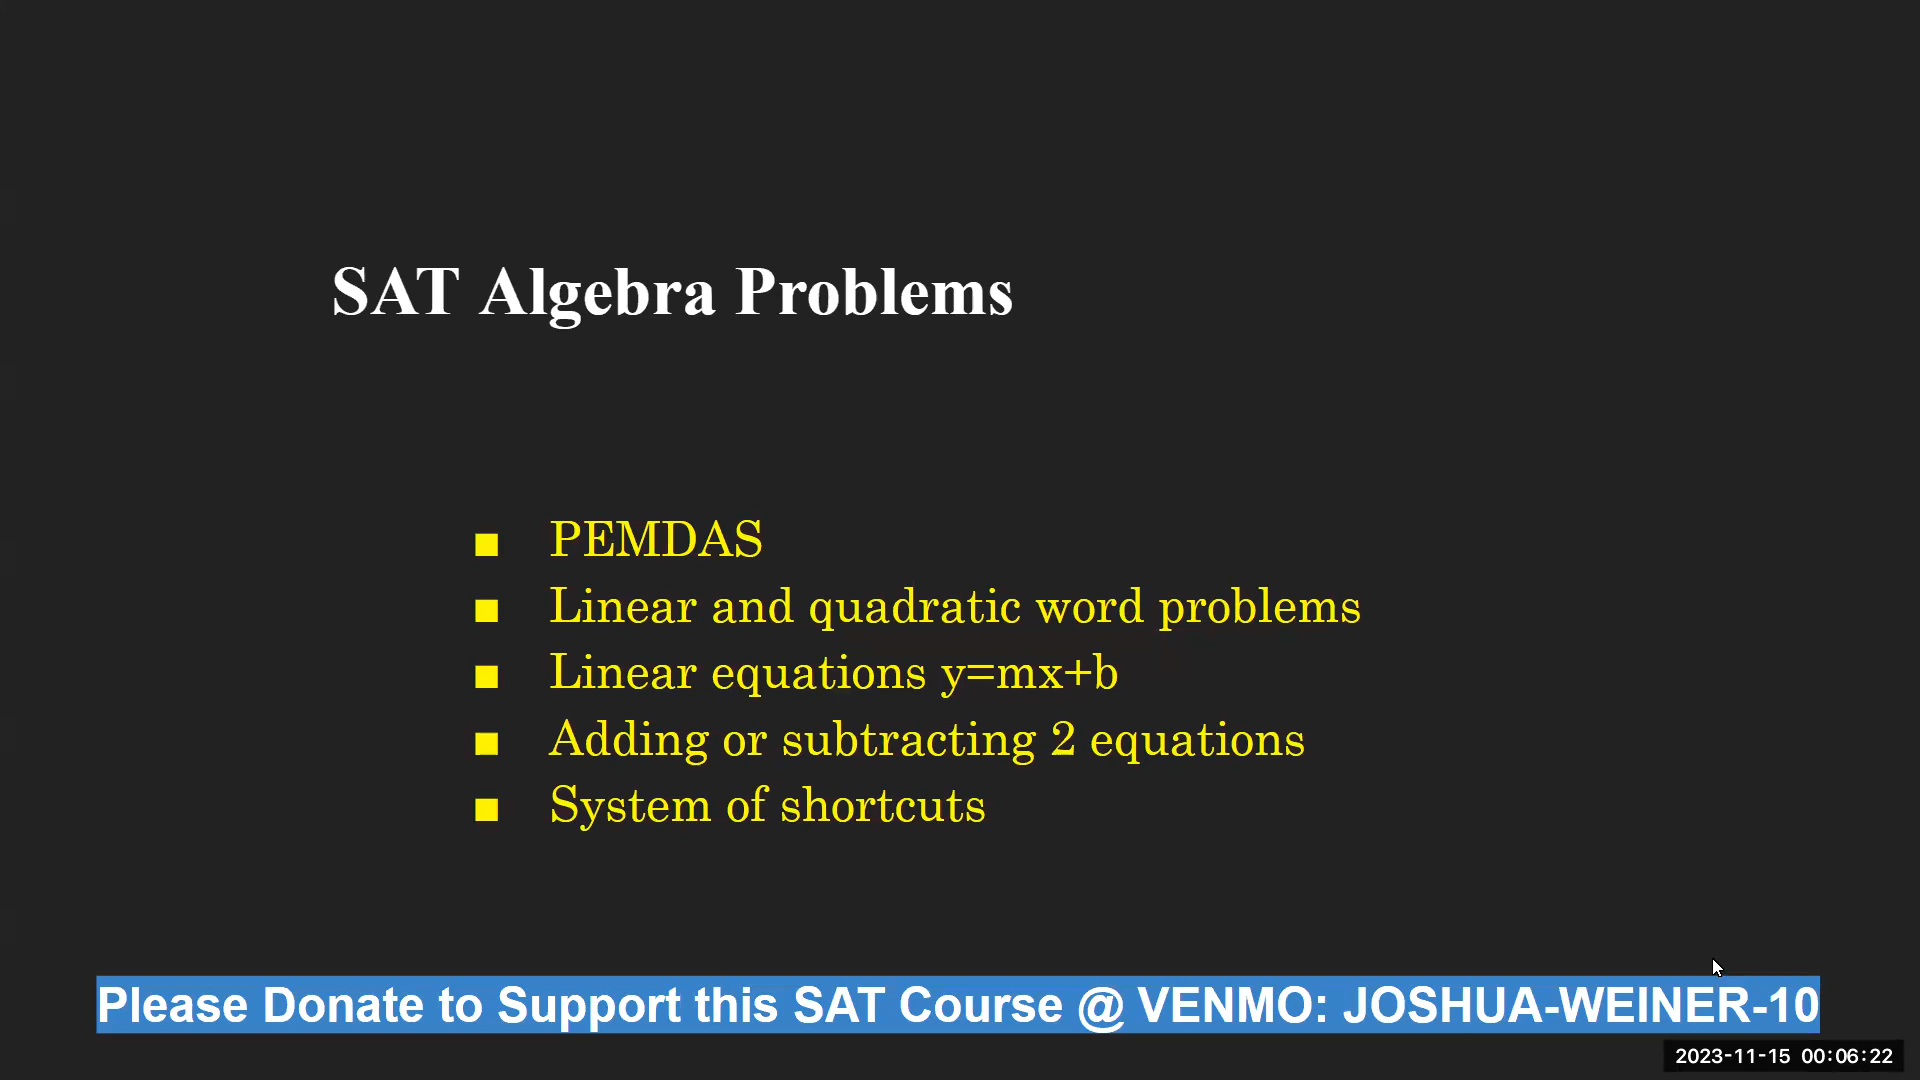 SAT Algebra Problems
■ PEMDAS
■ Linear and quadratic word problems
■ Linear equations y=mx+b
■ Adding or subtracting 2 equations
■ System of shortcuts
Please Donate to Support this SAT Course @ VENMO: JOSHUA-WEINER-10
2023-11-15 00:06:22